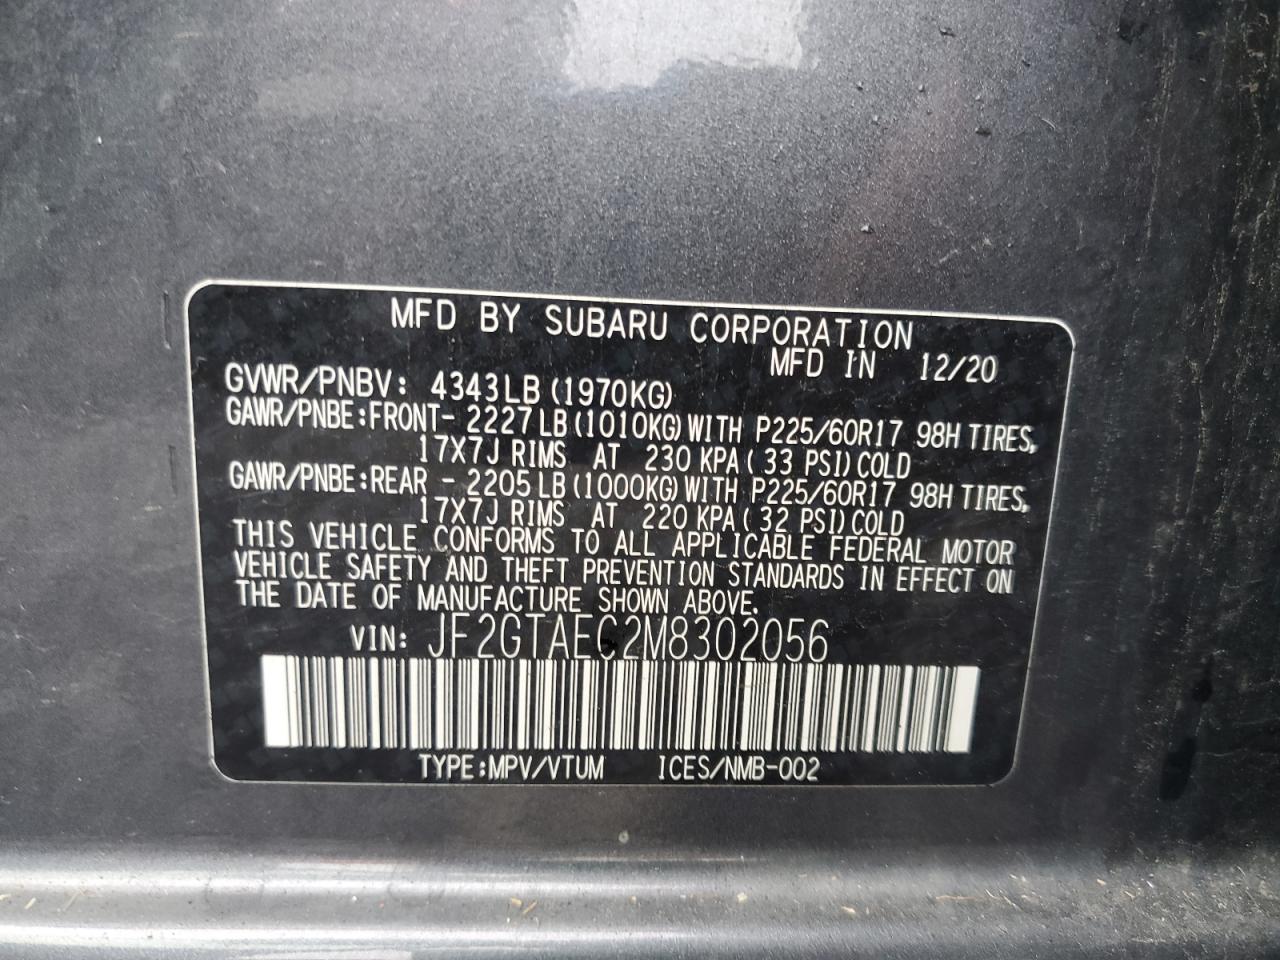 MFD BY SUBARU CORPORATION
MFD IN 12/20
GVWR/PNBV: 4343LB (1970KG)
GAWR/PNBE:FRONT- 2227 LB (1010KG) WITH P225/60R17 98H TIRES,
17X7J RIMS AT 230 KPA( 33 PSI) COLD
GAWR/PNBE:REAR - 2205 LB (1000KG) WITH P225/60R17 98H TIRES,
17X7J RIMS AT 220 KPA( 32 PSI) COLD
THIS VEHICLE CONFORMS TO ALL APPLICABLE FEDERAL MOTOR
VEHICLE SAFETY AND THEFT PREVENTION STANDARDS IN EFFECT ON
THE DATE OF MANUFACTURE SHOWN ABOVE.
VIN: JF2GTAEC2M8302056
TYPE:MPV/VTUM ICES/NMB-002